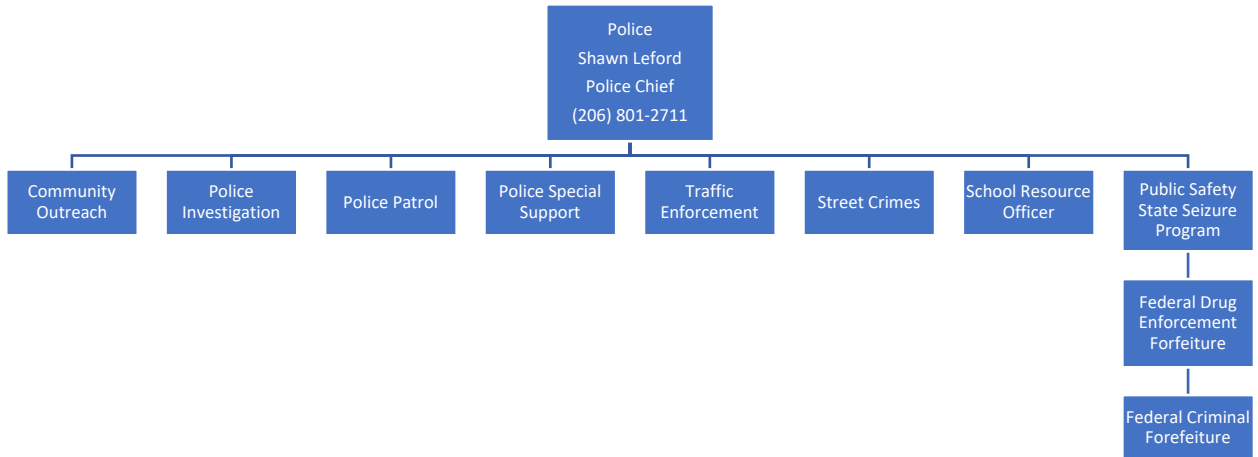 Police
Shawn Leford
Police Chief
(206) 801-2711
Community
Outreach
Police
Investigation
Police Patrol
Police Special
Support
Traffic
Enforcement
Street Crimes
School Resource
Officer
Public Safety
State Seizure
Program
Federal Drug
Enforcement
Forfeiture
Federal Criminal
Forefeiture